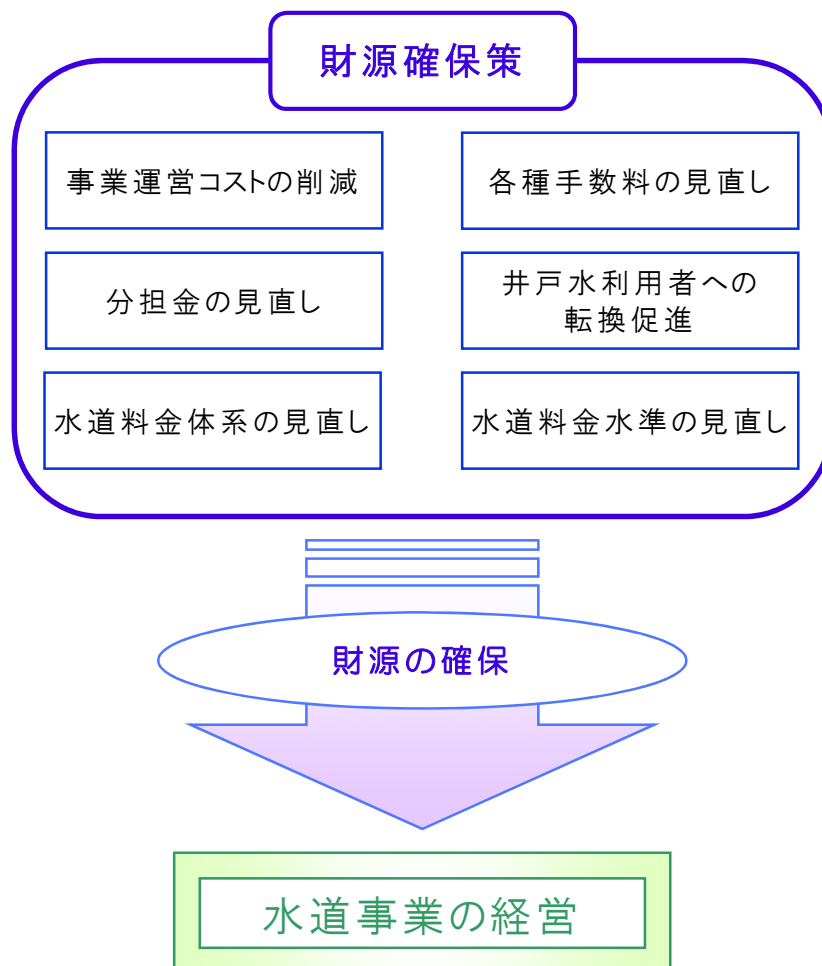 財源確保策
事業運営コストの削減
各種手数料の見直し
分担金の見直し
井戸水利用者への
転換促進
水道料金体系の見直し
水道料金水準の見直し
財源の確保
水道事業の経営